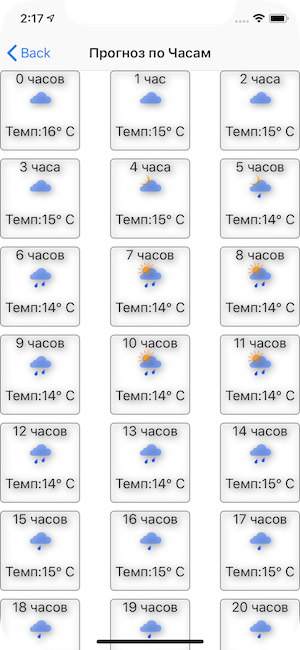 2:17
Back
Прогноз по Часам
0 часов
1 час
2 часа
Темп:16° C
Темп:15° C
Темп:15° C
3 часа
4 часа
5 часов
Темп:15° C
Темп:15° C
Темп:14° C
6 часов
7 часов
8 часов
Темп:14° C
Темп:14° C
Темп:14° C
9 часов
10 часов
11 часов
Темп:14° C
Темп:14° C
Темп:14° C
12 часов
13 часов
14 часов
Темп:14° C
Темп:14° C
Темп:15° C
15 часов
16 часов
17 часов
Темп:15° C
Темп:15° C
Темп:15° C
18 часов
19 часов
20 часов